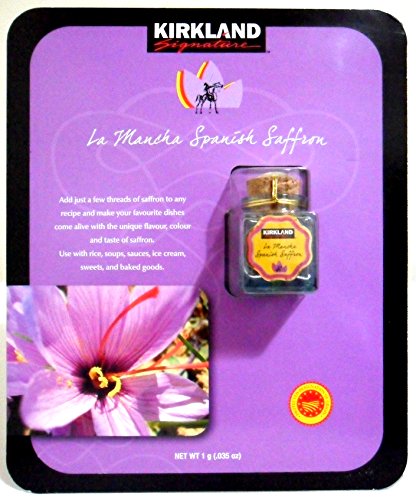 KIRKLAND
Signature™
La Mancha Spanish Saffron
Add just a few threads of saffron to any
recipe and make your favourite dishes
come alive with the unique flavour, colour
and taste of saffron.
Use with rice, soups, sauces, ice cream,
sweets, and baked goods.
KIRKLAND
La Mancha
Spanish Saffron
NET WT 1 g (.035 oz)